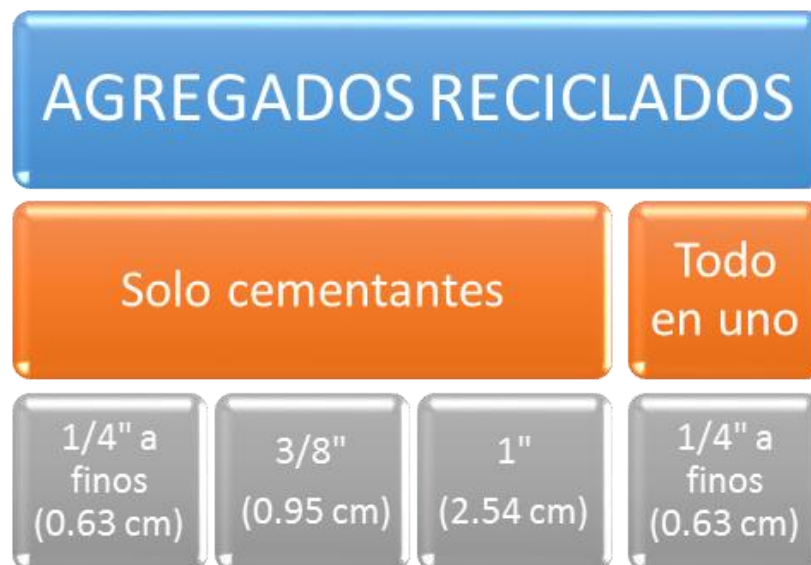 AGREGADOS RECICLADOS
Solo cementantes
Todo
en uno
1/4" a
finos
(0.63 cm)
3/8"
(0.95 cm)
1"
(2.54 cm)
1/4" a
finos
(0.63 cm)